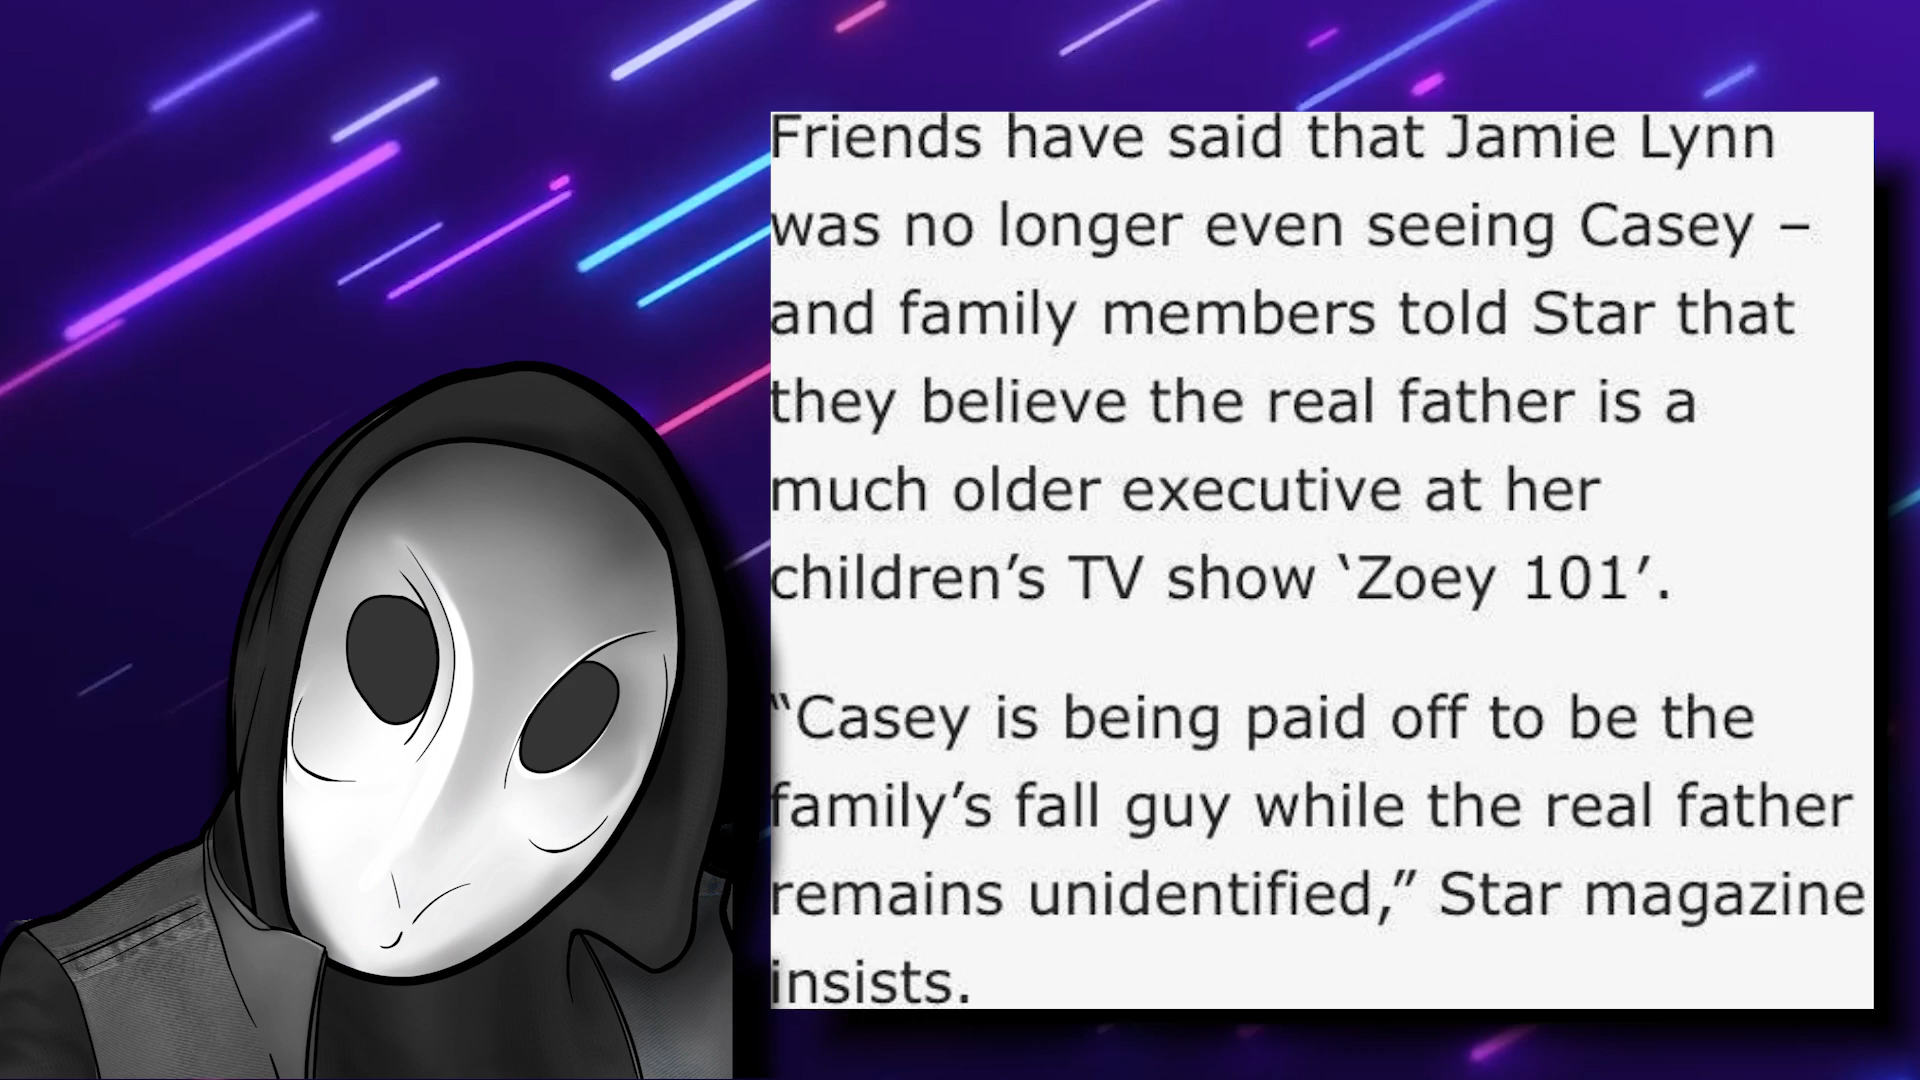 Friends have said that Jamie Lynn
was no longer even seeing Casey –
and family members told Star that
they believe the real father is a
much older executive at her
children’s TV show ‘Zoey 101’.
“Casey is being paid off to be the
family’s fall guy while the real father
remains unidentified,” Star magazine
insists.